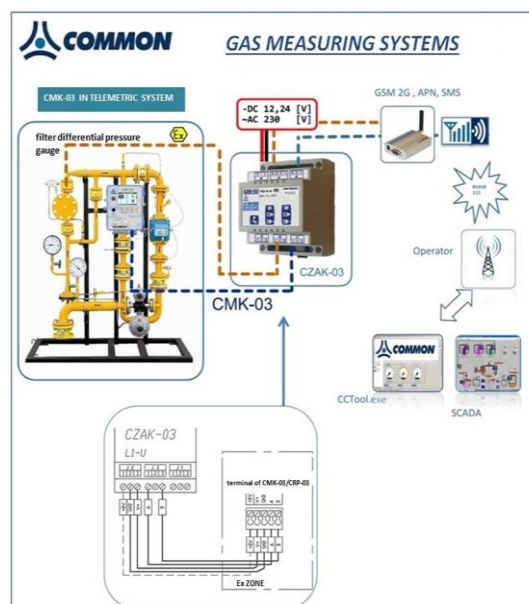 COMMON
GAS MEASURING SYSTEMS
CMK-03 IN TELEMETRIC SYSTEM
filter differential pressure
gauge
Ex
-DC 12,24 [V]
~AC 230 [V]
GSM 2G , APN, SMS
CZAK-03
CMK-03
Operator
COMMON
CCTool.exe
SCADA
CZAK-03
LI-U
terminal of CMK-03/CRP-03
V+
A
B
V+
A
B
Ex ZONE